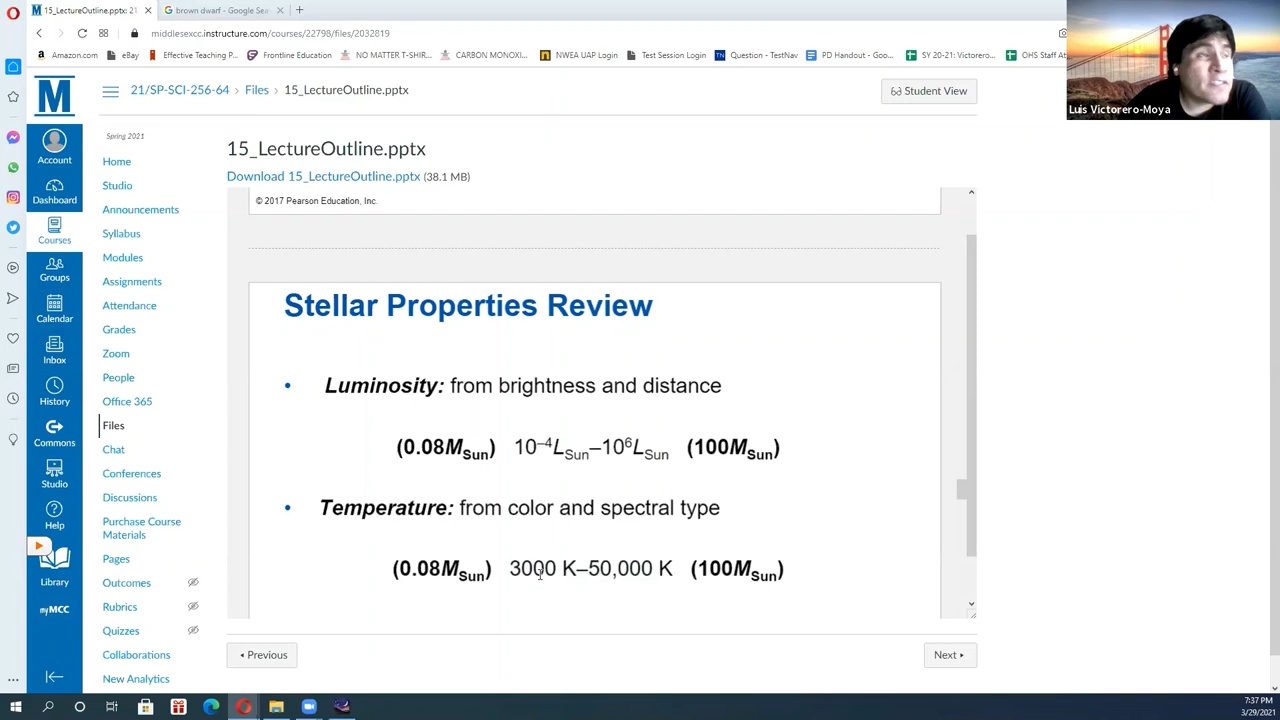 15_LectureOutline.pptx: 21
brown dwarf - Google Sea
middlesexcc.instructure.com/courses/22798/files/2032819
Amazon.com
eBay
Effective Teaching P...
Frontline Education
NO MATTER T-SHIR...
CARBON MONOXI...
NWEA UAP Login
Test Session Login
Question - TestNav
PD Handout - Goo...
SY 20-21: Victorero...
OHS Staff At
Luis Victorero-Moya
M
21/SP-SCI-256-64
Files
15_LectureOutline.pptx
Student View
Account
Dashboard
Courses
Groups
Calendar
Inbox
History
Commons
Studio
Help
Library
myMCC
Spring 2021
Home
Studio
Announcements
Syllabus
Modules
Assignments
Attendance
Grades
Zoom
People
Office 365
Files
Chat
Conferences
Discussions
Purchase Course
Materials
Pages
Outcomes
Rubrics
Quizzes
Collaborations
New Analytics
15_LectureOutline.pptx
Download 15_LectureOutline.pptx (38.1 MB)
© 2017 Pearson Education, Inc.
Stellar Properties Review
• Luminosity: from brightness and distance
(0.08MSun) 10–4LSun–106LSun (100MSun)
• Temperature: from color and spectral type
(0.08MSun) 3000 K–50,000 K (100MSun)
Previous
Next
7:37 PM
3/29/2021